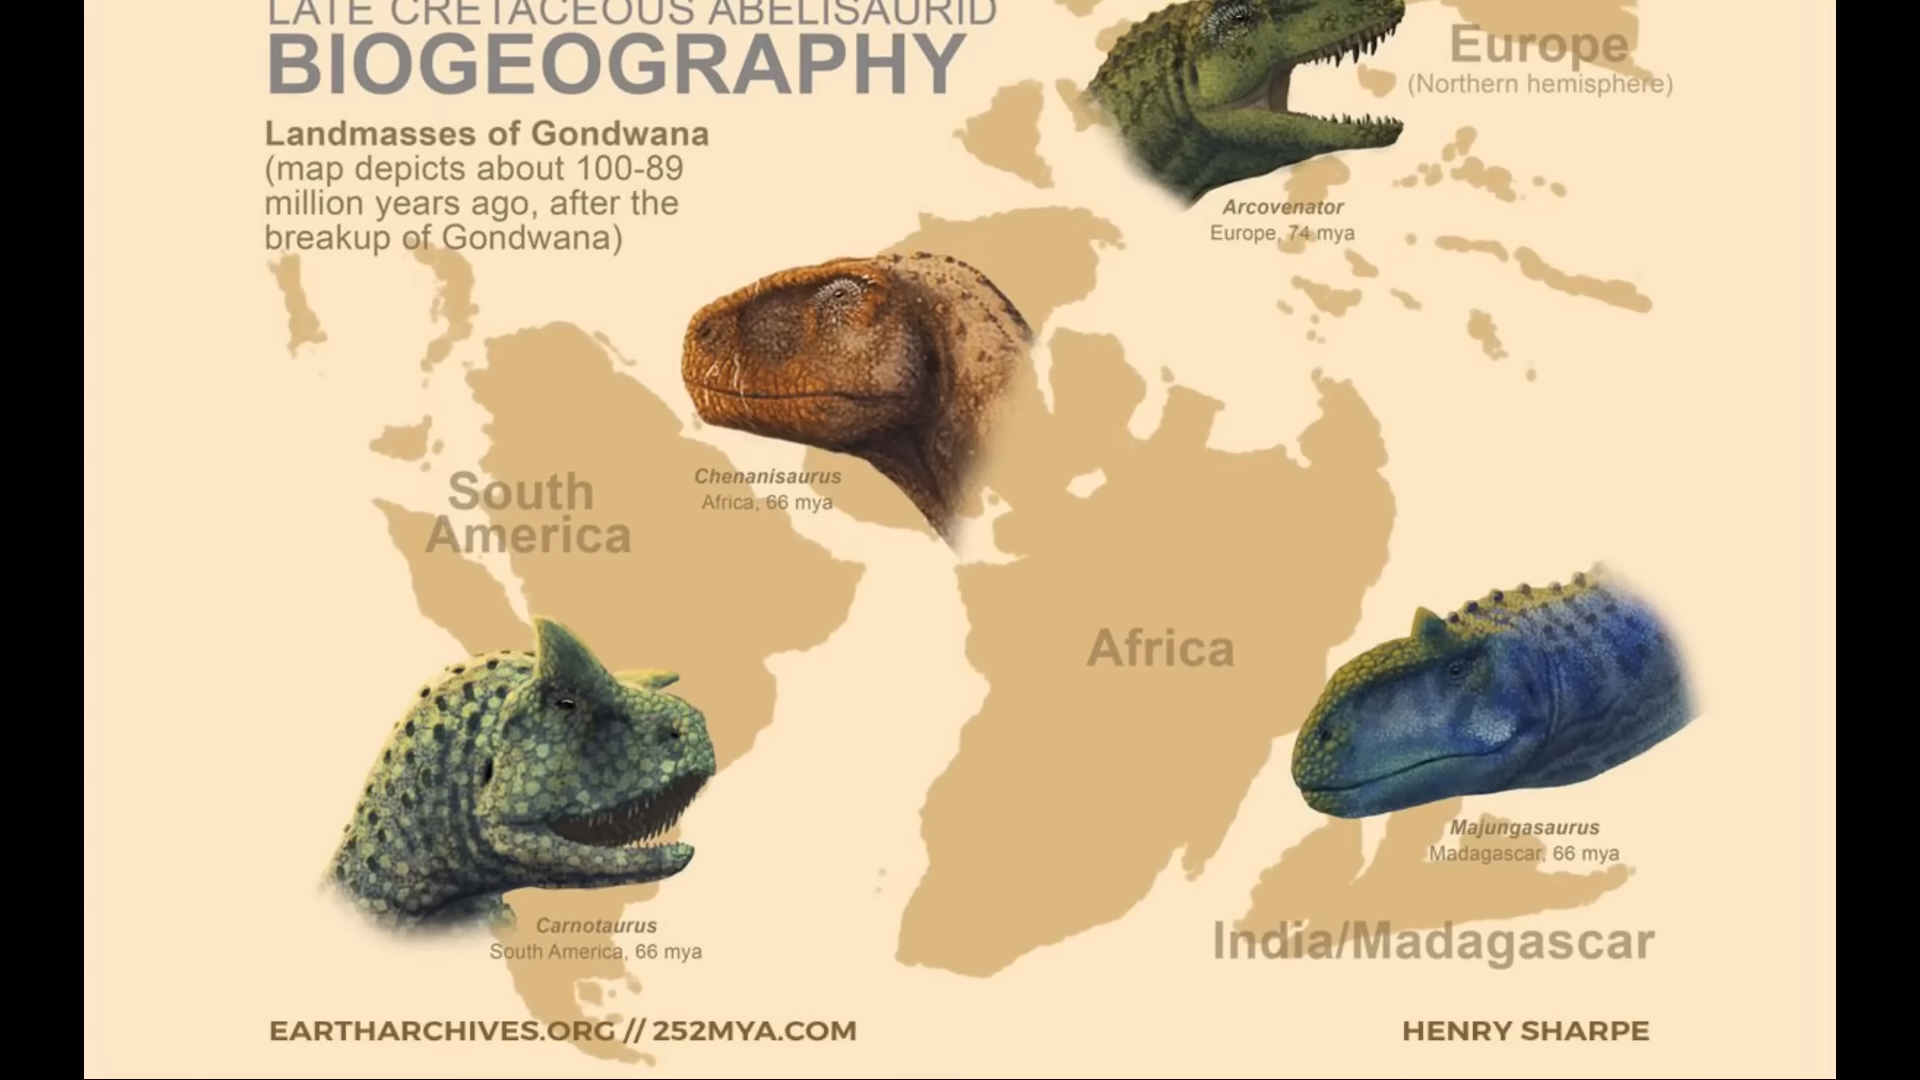 LATE CRETACEOUS ABELISAURID
BIOGEOGRAPHY
Landmasses of Gondwana
(map depicts about 100-89
million years ago, after the
breakup of Gondwana)
Europe
(Northern hemisphere)
Arcovenator
Europe, 74 mya
Chenanisaurus
Africa, 66 mya
South
America
Africa
Majungasaurus
Madagascar, 66 mya
Carnotaurus
South America, 66 mya
India/Madagascar
EARTHARCHIVES.ORG // 252MYA.COM
HENRY SHARPE